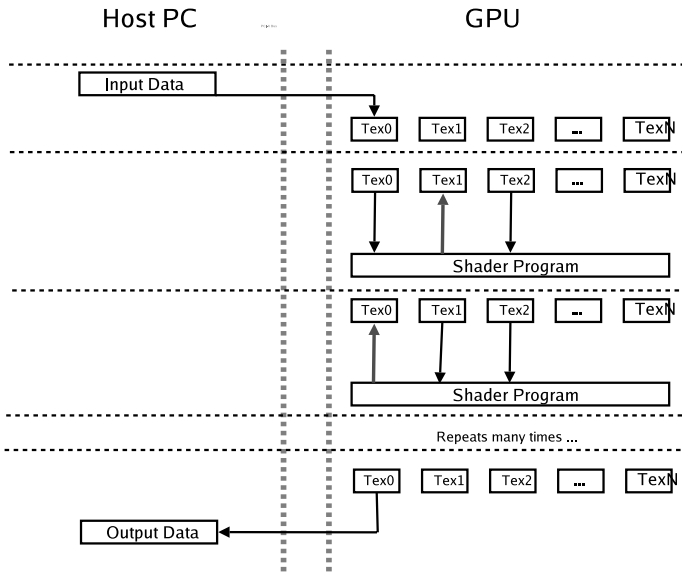 Host PC GPU
Input Data
Tex0 Tex1 Tex2 ... TexN
Tex0 Tex1 Tex2 ... TexN
Shader Program
Tex0 Tex1 Tex2 ... TexN
Shader Program
Repeats many times ...
Tex0 Tex1 Tex2 ... TexN
Output Data